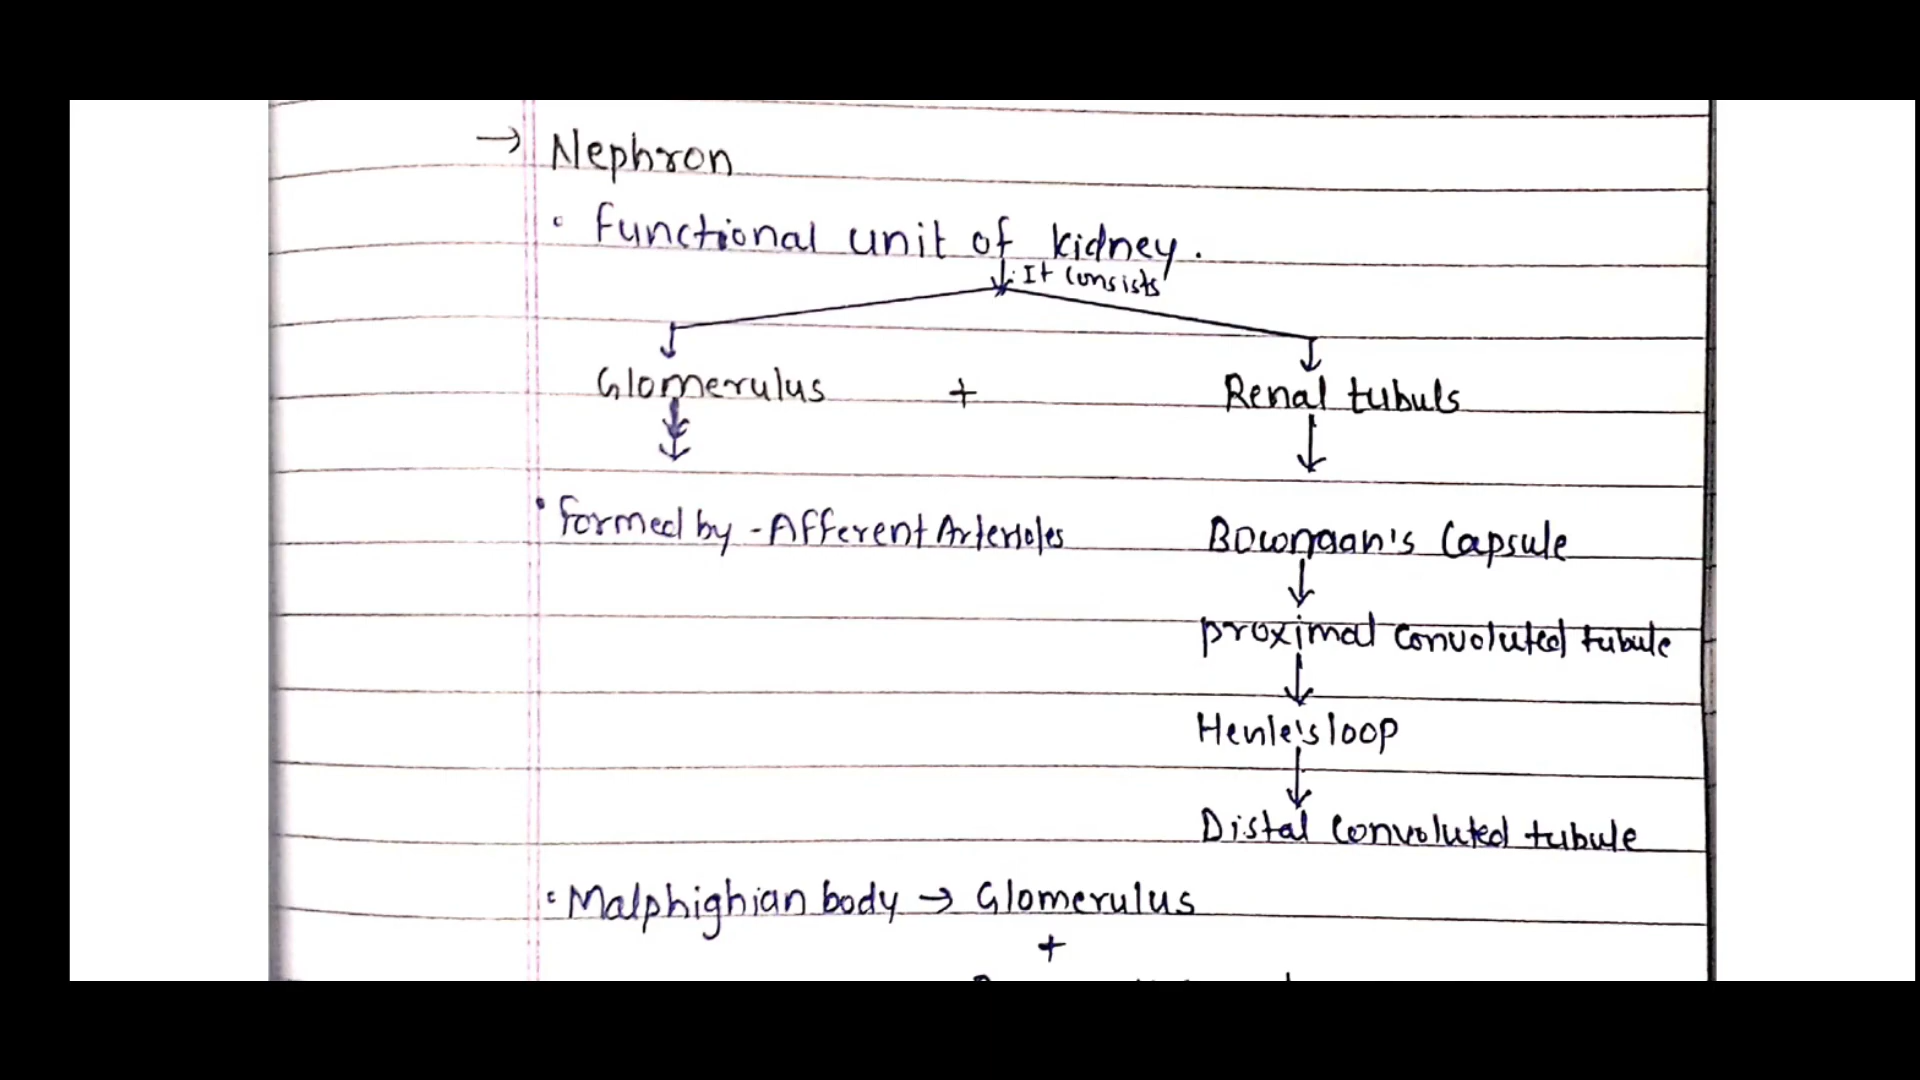 → Nephron
• Functional unit of kidney.
↓: It consists
Glomerulus + Renal tubuls
• formed by - Afferent Arterioles
Bowmaan's Capsule
↓
proximal convoluted tubule
↓
Henle's loop
↓
Distal convoluted tubule
• Malphighian body → Glomerulus
+